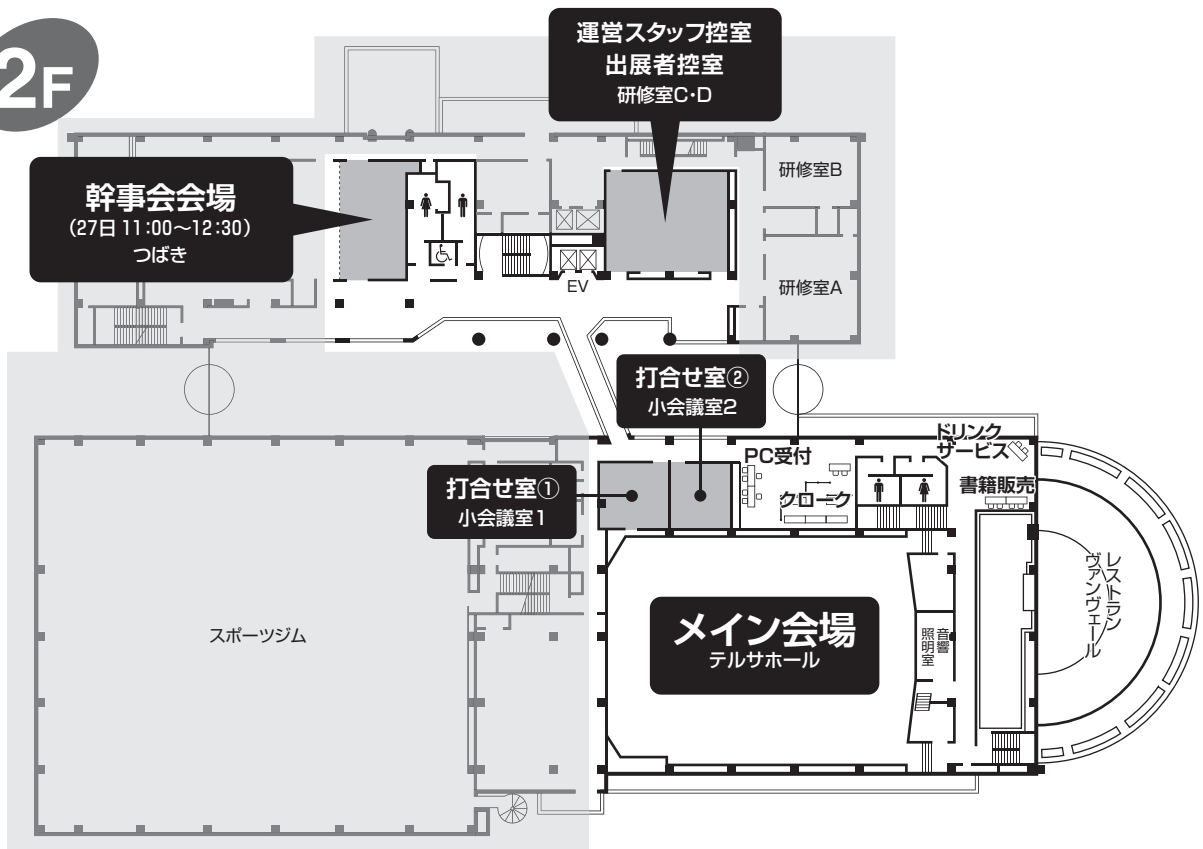 2F
運営スタッフ控室
出展者控室
研修室C・D
幹事会会場
（27日 11：00〜12：30）
つばき
研修室B
研修室A
EV
打合せ室②
小会議室2
打合せ室①
小会議室1
PC受付
クローク
ドリンク
サービス
書籍販売
レストラン
ヴァンヴェール
スポーツジム
メイン会場
テルサホール
音響
照明室